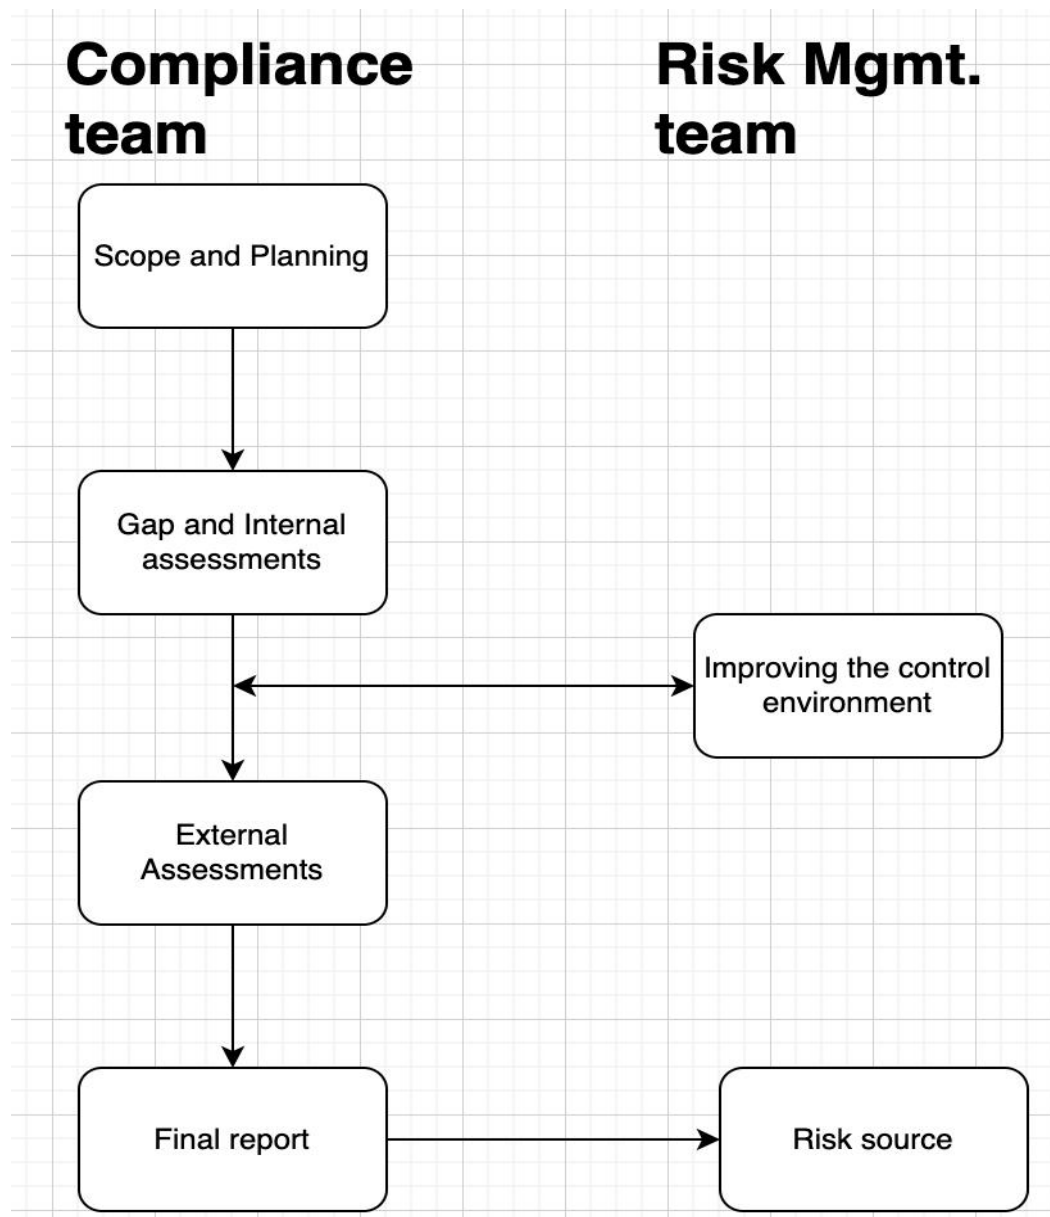 Compliance
team
Risk Mgmt.
team
Scope and Planning
Gap and Internal
assessments
Improving the control
environment
External
Assessments
Final report
Risk source